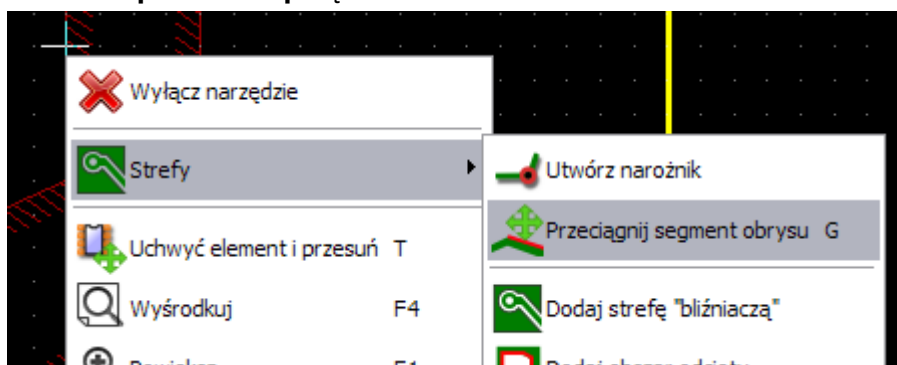 Wyłącz narzędzie
Strefy
Utwórz narożnik
Przeciągnij segment obrysu G
Uchwyć element i przesuń T
Wyśrodkuj F4
Dodaj strefę "bliźniaczą"